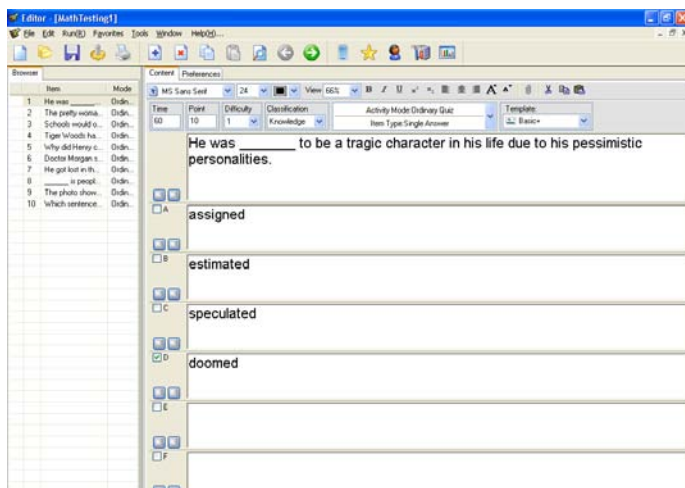 Editor - [MathTesting1]
File Edit Run(R) Favorites Tools Window Help(H)...
Browser
Content Preferences
Item Mode
1 He was ______... Ordin...
2 The pretty woma... Ordin...
3 Schools would o... Ordin...
4 Tiger Woods ha... Ordin...
5 Why did Henry c... Ordin...
6 Doctor Morgan s... Ordin...
7 He got lost in th... Ordin...
8 ______ is peopl... Ordin...
9 The photo show... Ordin...
10 Which sentence... Ordin...
MS Sans Serif 24 View 66% B I U
Time Point Difficulty Classification
60 10 1 Knowledge
Activity Mode:Ordinary Quiz
Item Type:Single Answer
Template:
Basic+
He was _______ to be a tragic character in his life due to his pessimistic
personalities.
A
assigned
B
estimated
C
speculated
D
doomed
E
F